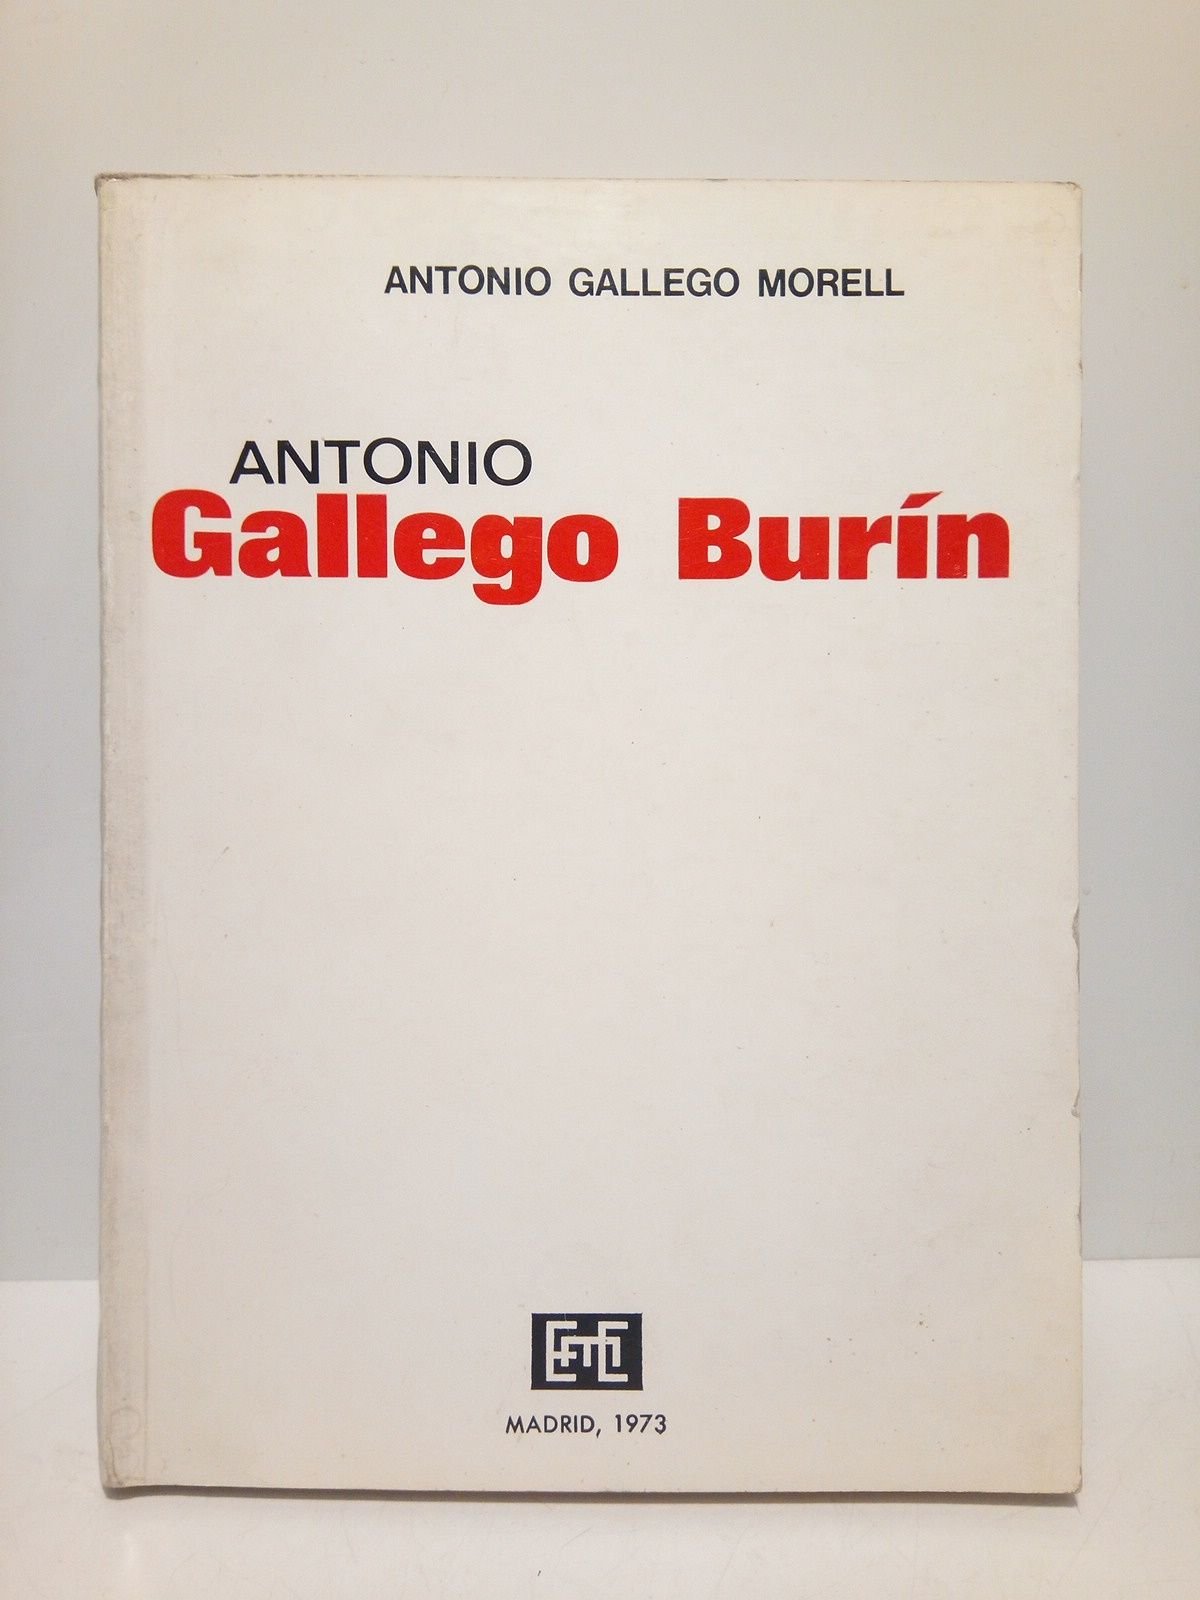 ANTONIO GALLEGO MORELL
ANTONIO
Gallego Burín
MADRID, 1973